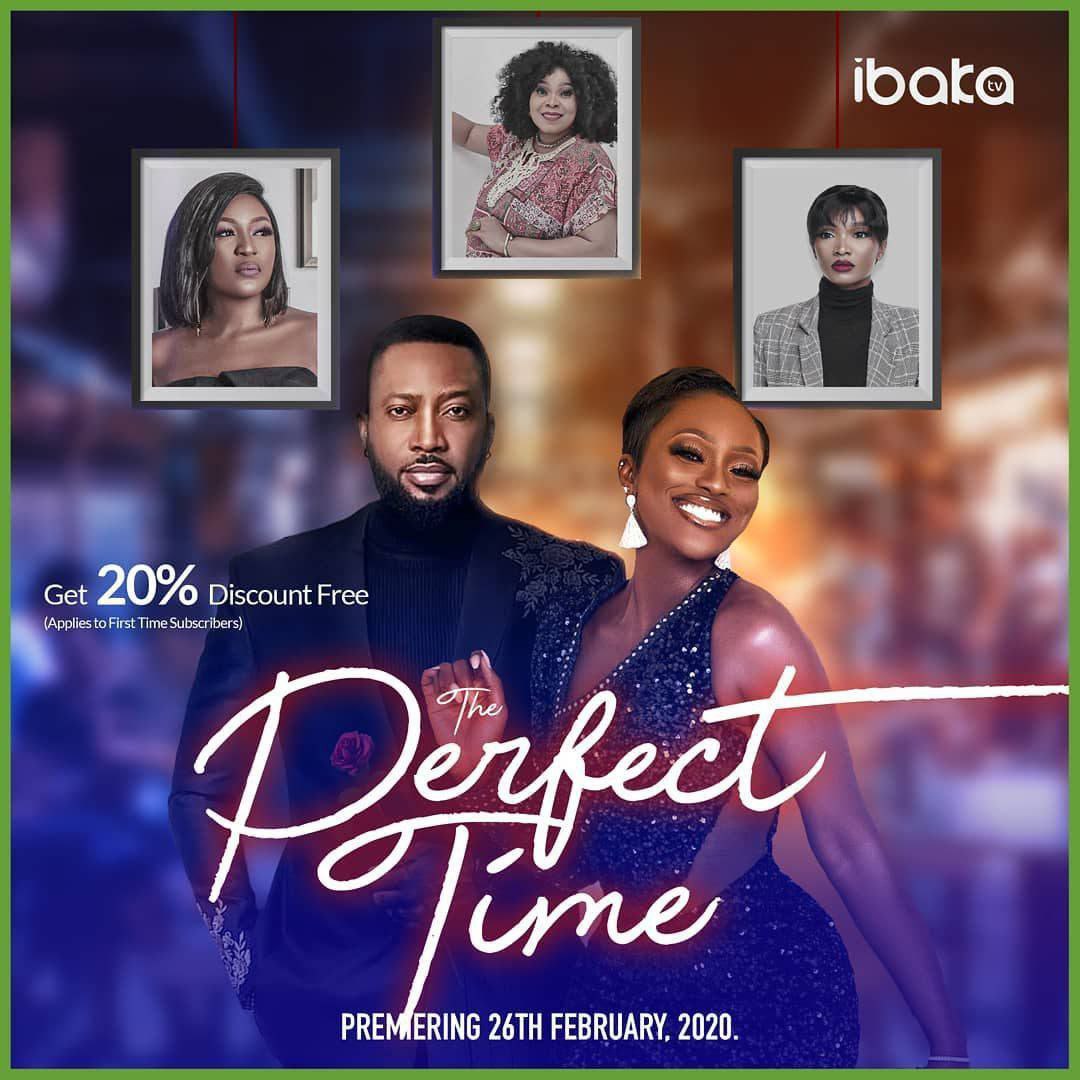 ibaka tv
Get 20% Discount Free
(Applies to First Time Subscribers)
The
Perfect
Time
PREMIERING 26TH FEBRUARY, 2020.